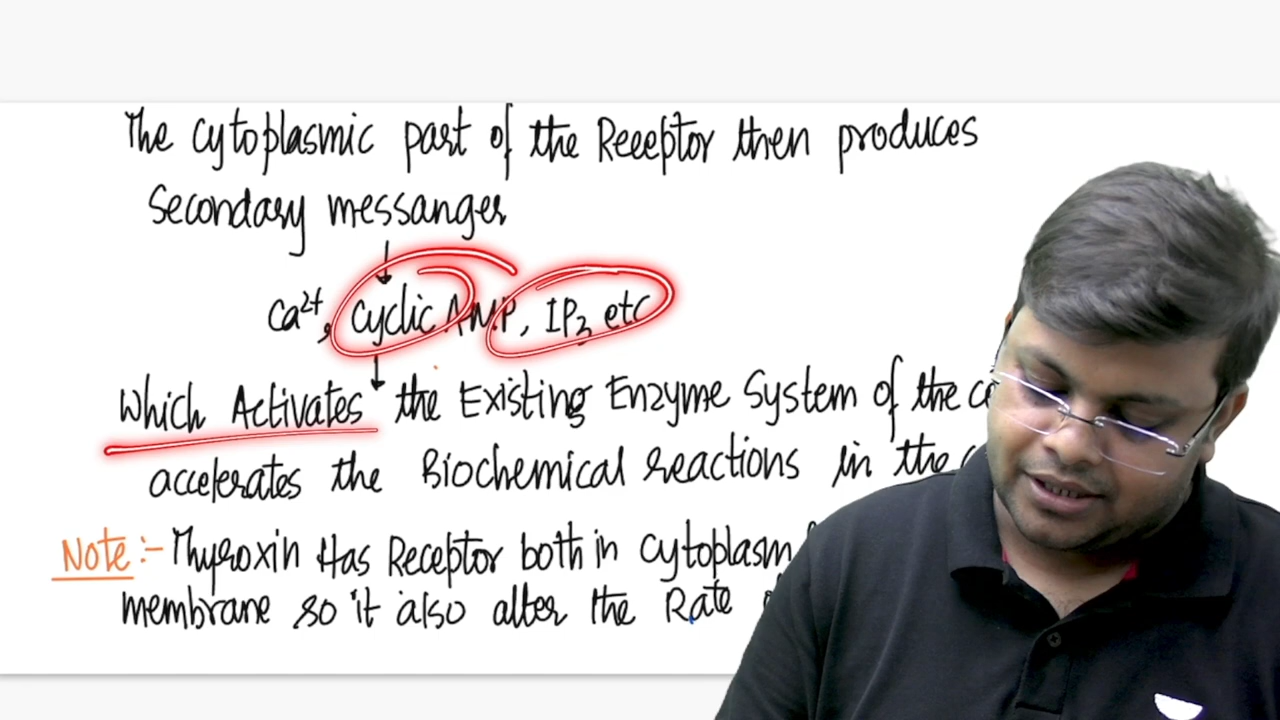 The Cytoplasmic part of the Receptor then produces
Secondary messanger
Ca²⁺, Cyclic AMP, IP₃ etc
Which Activates the Existing Enzyme System of the
accelerates the Biochemical reactions in the
Note:- Thyroxin Has Receptor both in cytoplasm
membrane so it also alter the Rate